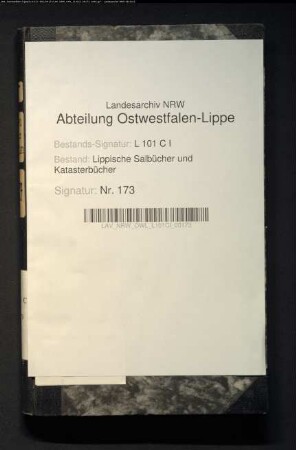 Landesarchiv NRW
Abteilung Ostwestfalen-Lippe
Bestands-Signatur: L 101 C I
Bestand: Lippische Salbücher und
Katasterbücher
Signatur: Nr. 173